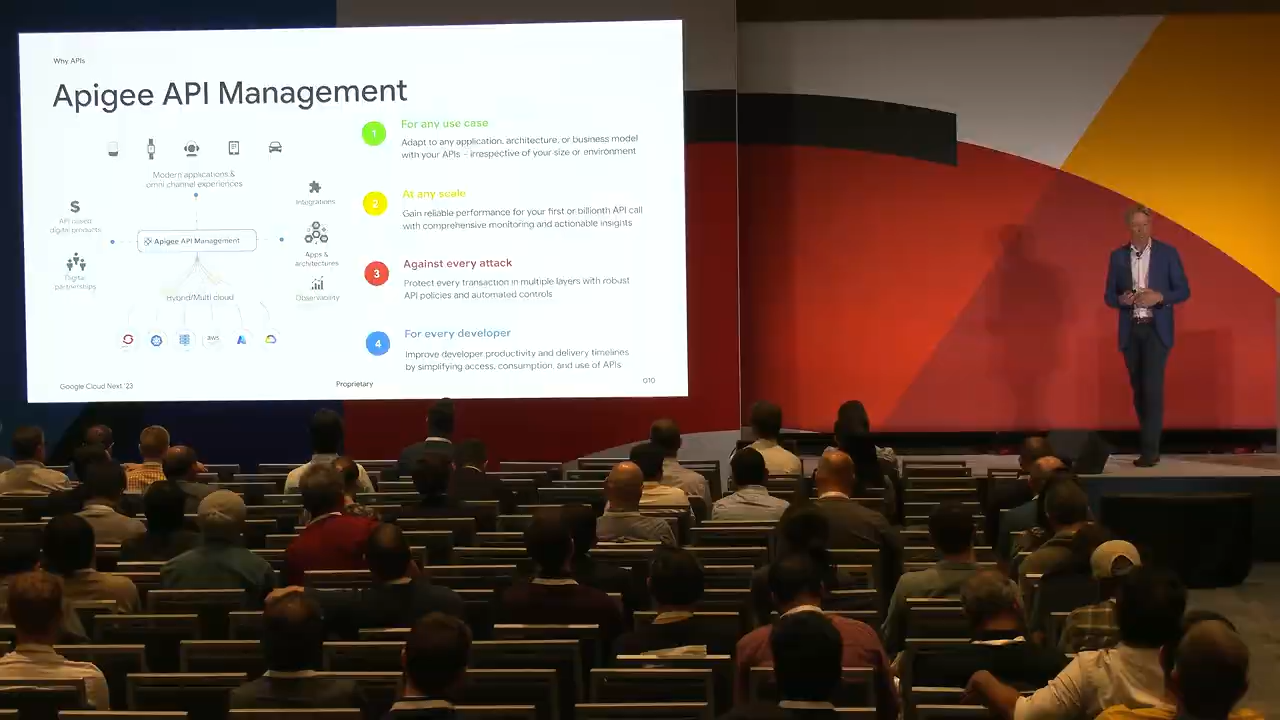 Why APIs
Apigee API Management
Modern applications &
omni channel experiences
$
API based
digital products
Digital
partnerships
Apigee API Management
Integrations
Apps &
architectures
Observability
Hybrid/Multi cloud
aws
1
For any use case
Adapt to any application, architecture, or business model
with your APIs – irrespective of your size or environment
2
At any scale
Gain reliable performance for your first or billionth API call
with comprehensive monitoring and actionable insights
3
Against every attack
Protect every transaction in multiple layers with robust
API policies and automated controls
4
For every developer
Improve developer productivity and delivery timelines
by simplifying access, consumption, and use of APIs
Google Cloud Next '23
Proprietary
010